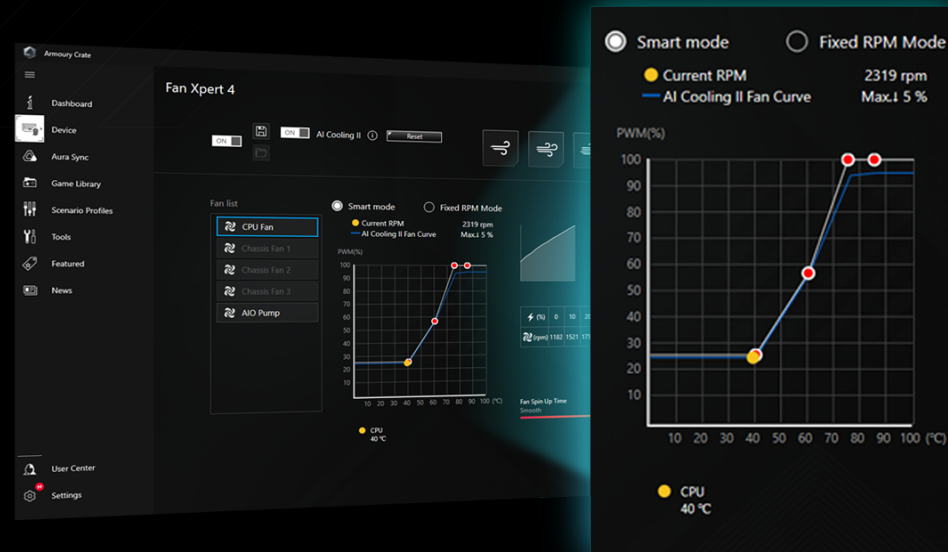 Armoury Crate
Dashboard
Device
Aura Sync
Game Library
Scenario Profiles
Tools
Featured
News
User Center
Settings
Fan Xpert 4
ON
ON AI Cooling II Reset
Fan list
CPU Fan
Chassis Fan 1
Chassis Fan 2
Chassis Fan 3
AIO Pump
Smart mode Fixed RPM Mode
Current RPM 2319 rpm
AI Cooling II Fan Curve Max.↓ 5 %
PWM(%)
100
90
80
70
60
50
40
30
20
10
10 20 30 40 50 60 70 80 90 100 (°C)
CPU
40 °C
(%) 0 10
(rpm) 1182 1521
Fan Spin Up Time
Smooth
Smart mode Fixed RPM Mode
Current RPM 2319 rpm
AI Cooling II Fan Curve Max.↓ 5 %
PWM(%)
100
90
80
70
60
50
40
30
20
10
10 20 30 40 50 60 70 80 90 100 (°C)
CPU
40 °C